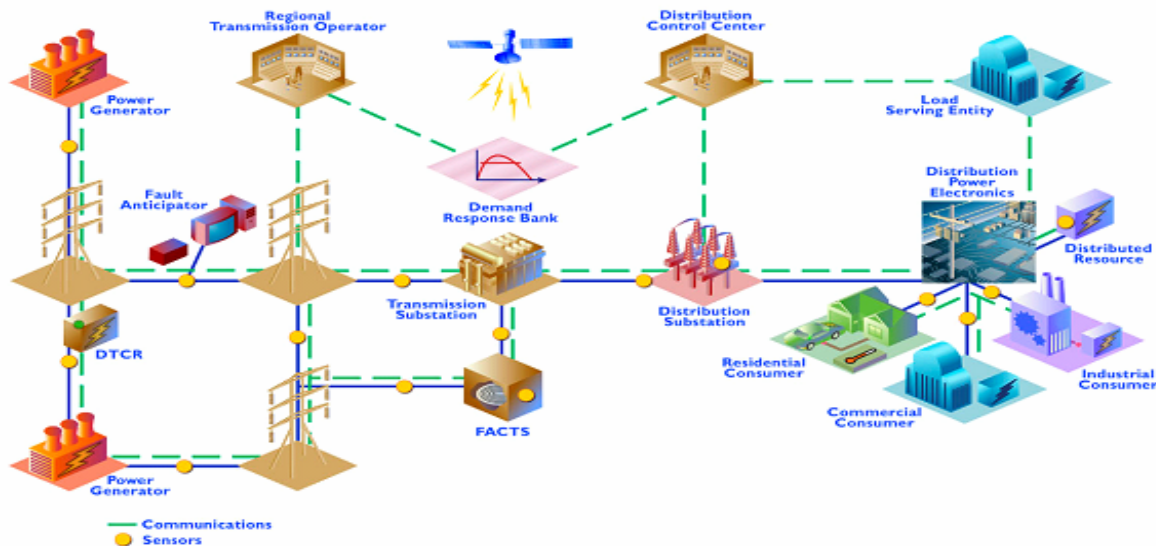 Regional
Transmission Operator
Distribution
Control Center
Power
Generator
Load
Serving Entity
Fault
Anticipator
Demand
Response Bank
Distribution
Power
Electronics
Distributed
Resource
Transmission
Substation
Distribution
Substation
DTCR
Residential
Consumer
Industrial
Consumer
Commercial
Consumer
FACTS
Power
Generator
Communications
Sensors